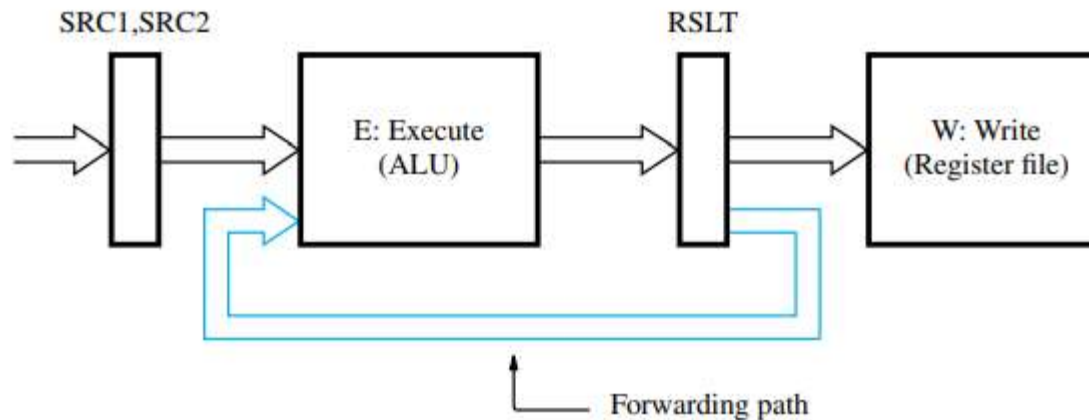 SRC1,SRC2
RSLT
E: Execute
(ALU)
W: Write
(Register file)
Forwarding path